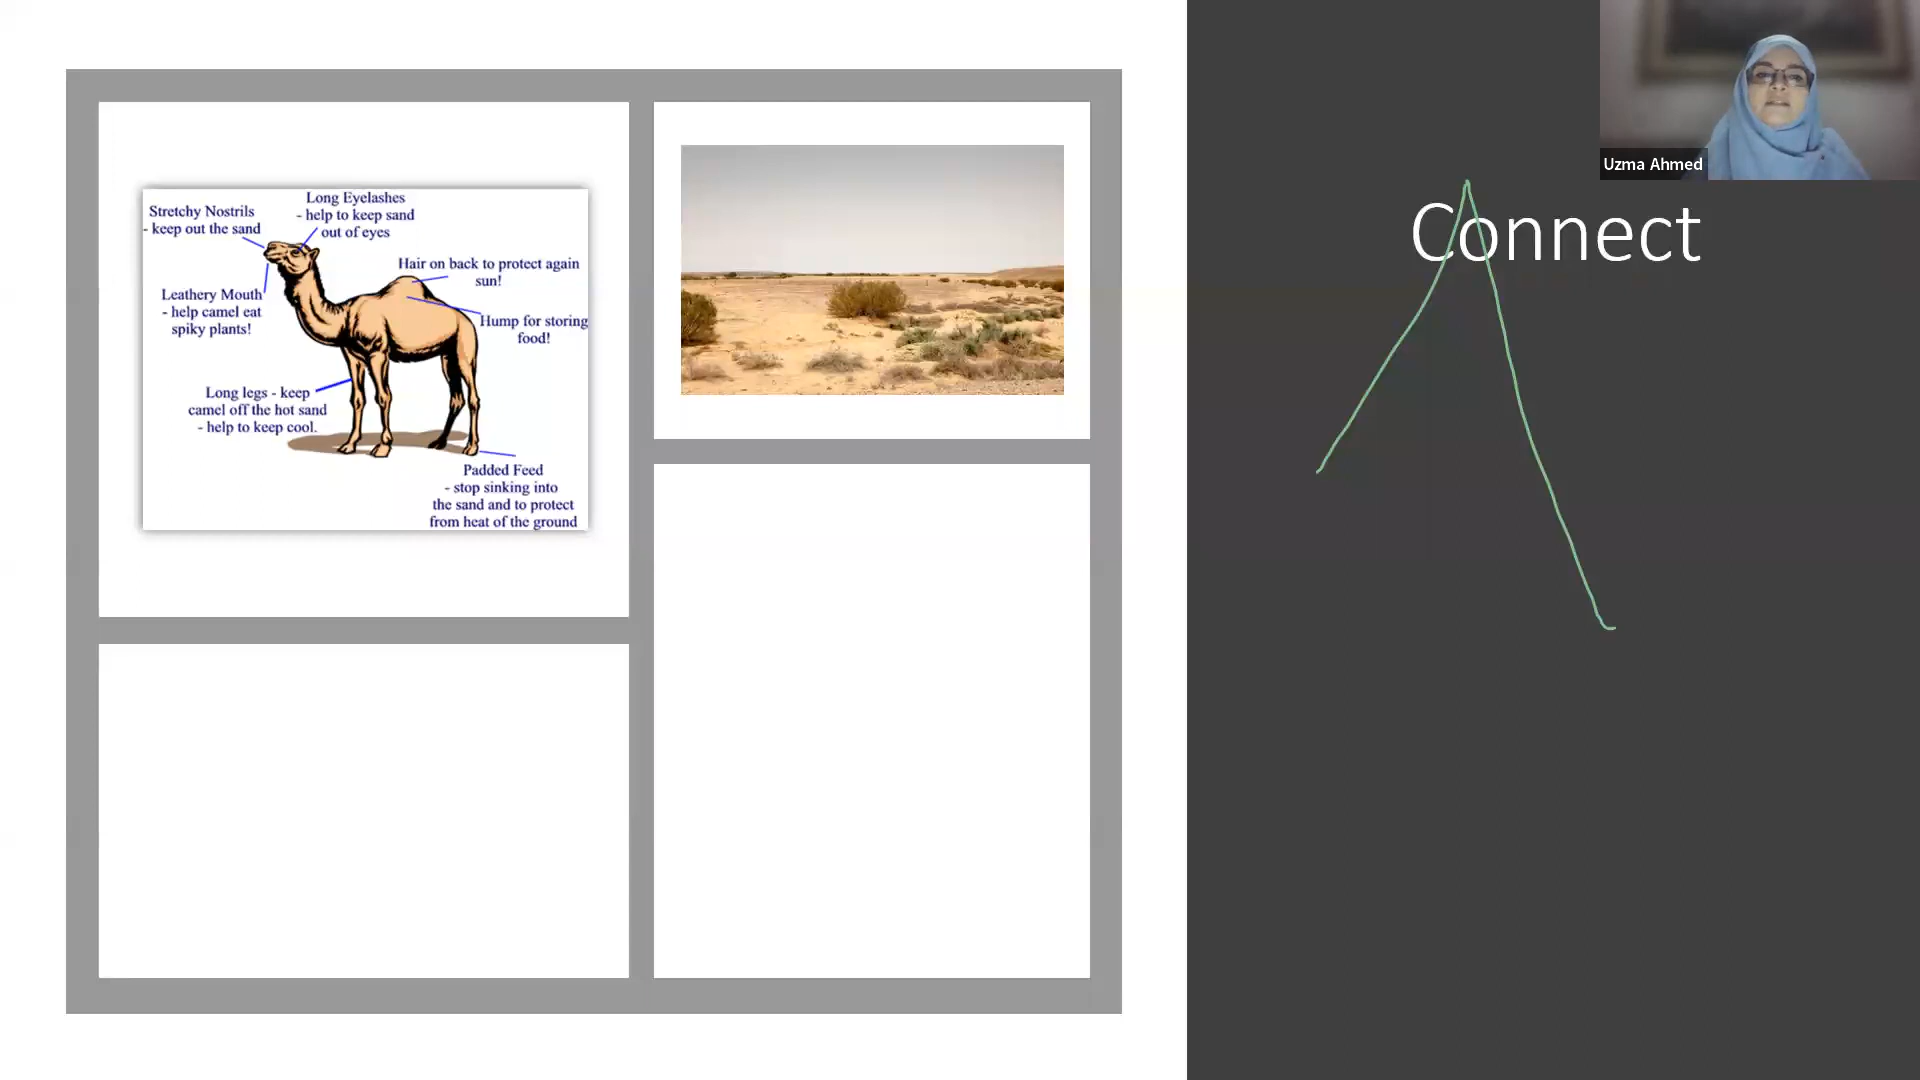 Long Eyelashes
- help to keep sand
out of eyes
Stretchy Nostrils
- keep out the sand
Hair on back to protect again
sun!
Leathery Mouth
- help camel eat
spiky plants!
Hump for storing
food!
Long legs - keep
camel off the hot sand
- help to keep cool.
Padded Feed
- stop sinking into
the sand and to protect
from heat of the ground
Connect
Uzma Ahmed